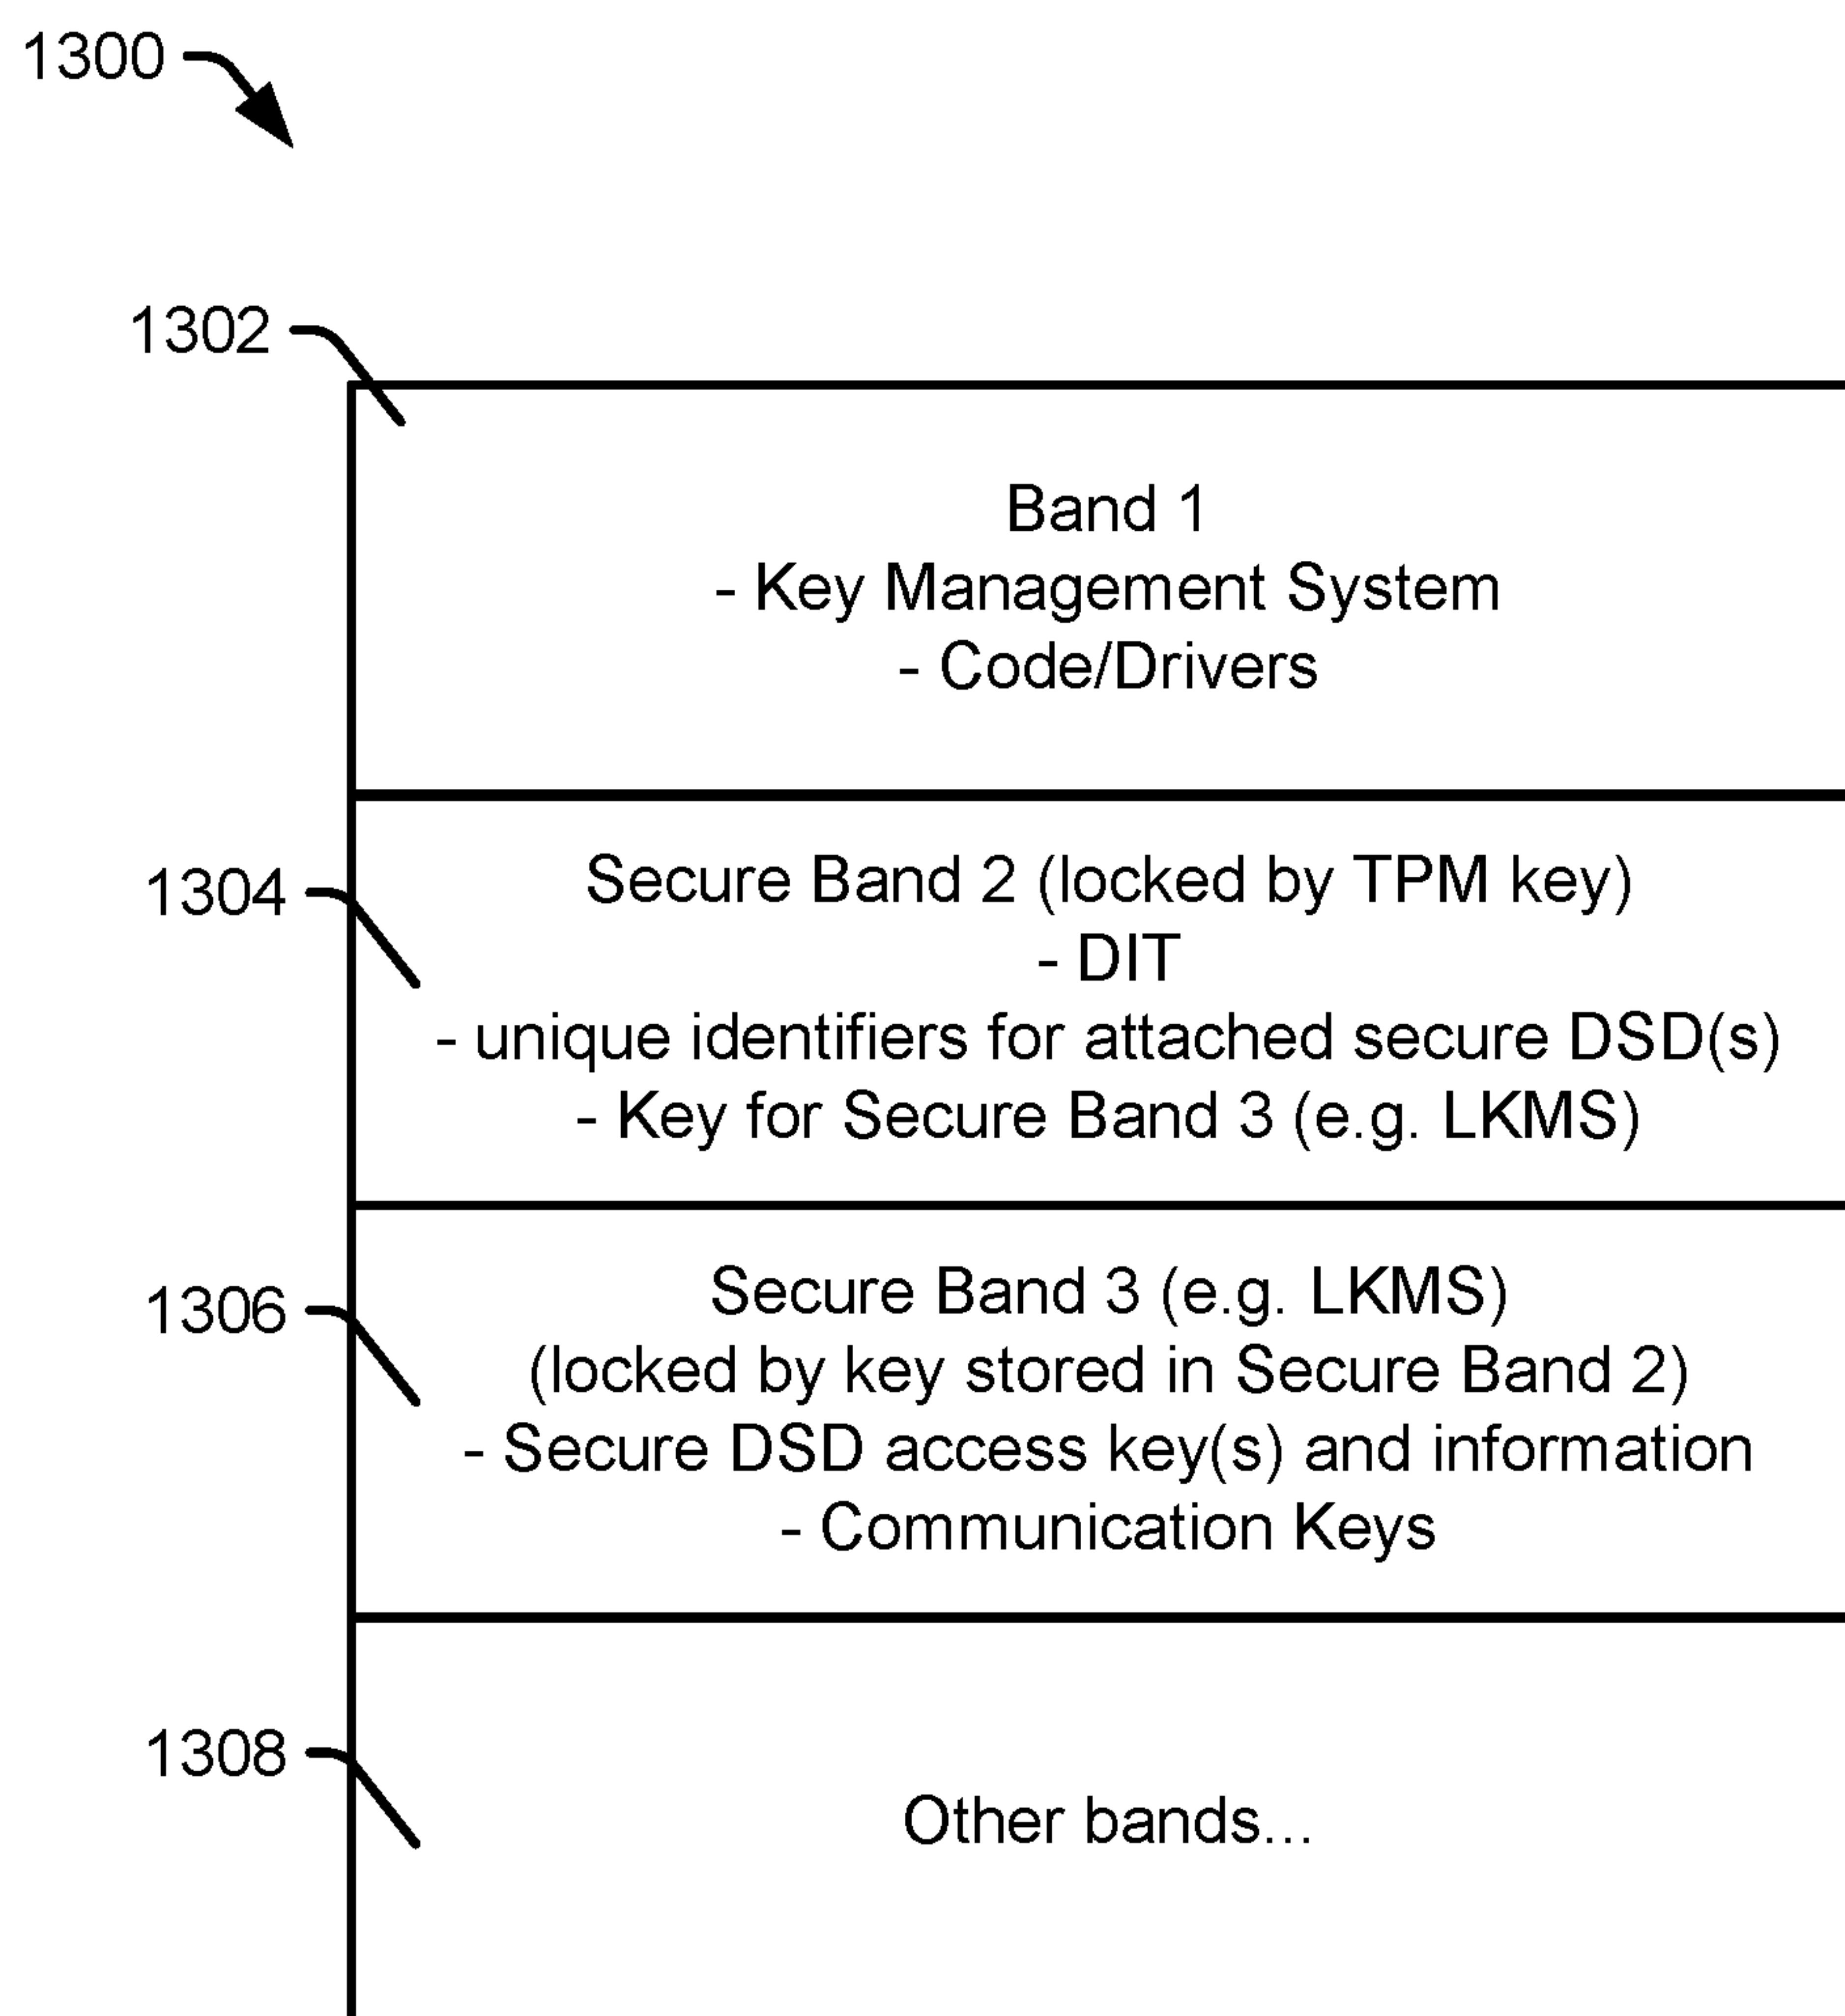 1300
1302
Band 1
- Key Management System
- Code/Drivers
1304
Secure Band 2 (locked by TPM key)
- DIT
- unique identifiers for attached secure DSD(s)
- Key for Secure Band 3 (e.g. LKMS)
1306
Secure Band 3 (e.g. LKMS)
(locked by key stored in Secure Band 2)
- Secure DSD access key(s) and information
- Communication Keys
1308
Other bands...